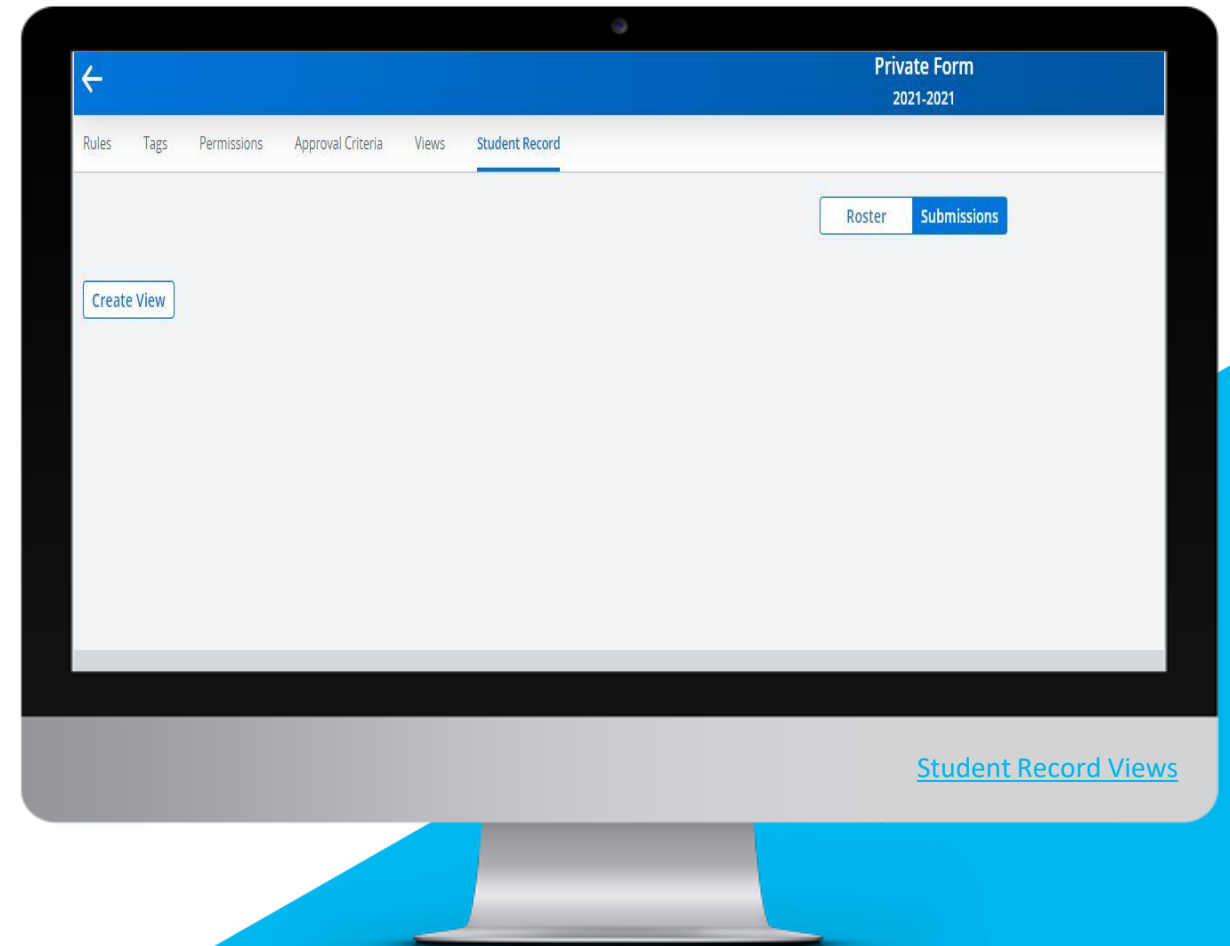 Private Form
2021-2021
Rules Tags Permissions Approval Criteria Views Student Record
Roster Submissions
Create View
Student Record Views